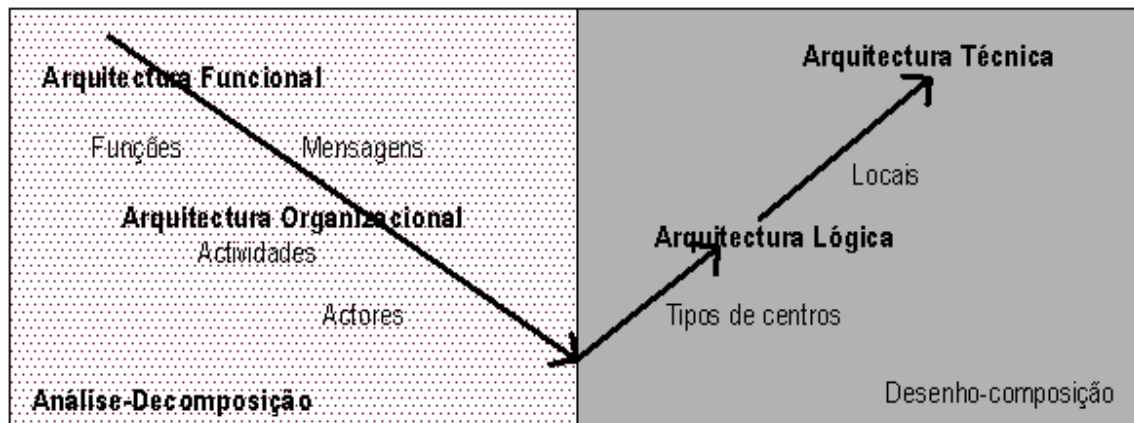 Arquitectura Funcional
Funções
Mensagens
Arquitectura Organizacional
Actividades
Actores
Análise-Decomposição
Arquitectura Técnica
Locais
Arquitectura Lógica
Tipos de centros
Desenho-composição